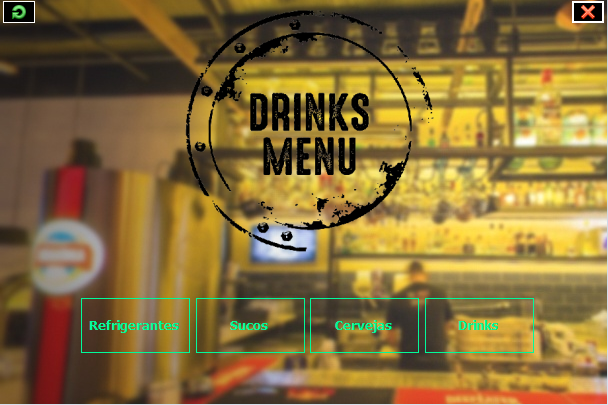 DRINKS
MENU
Refrigerantes
Sucos
Cervejas
Drinks